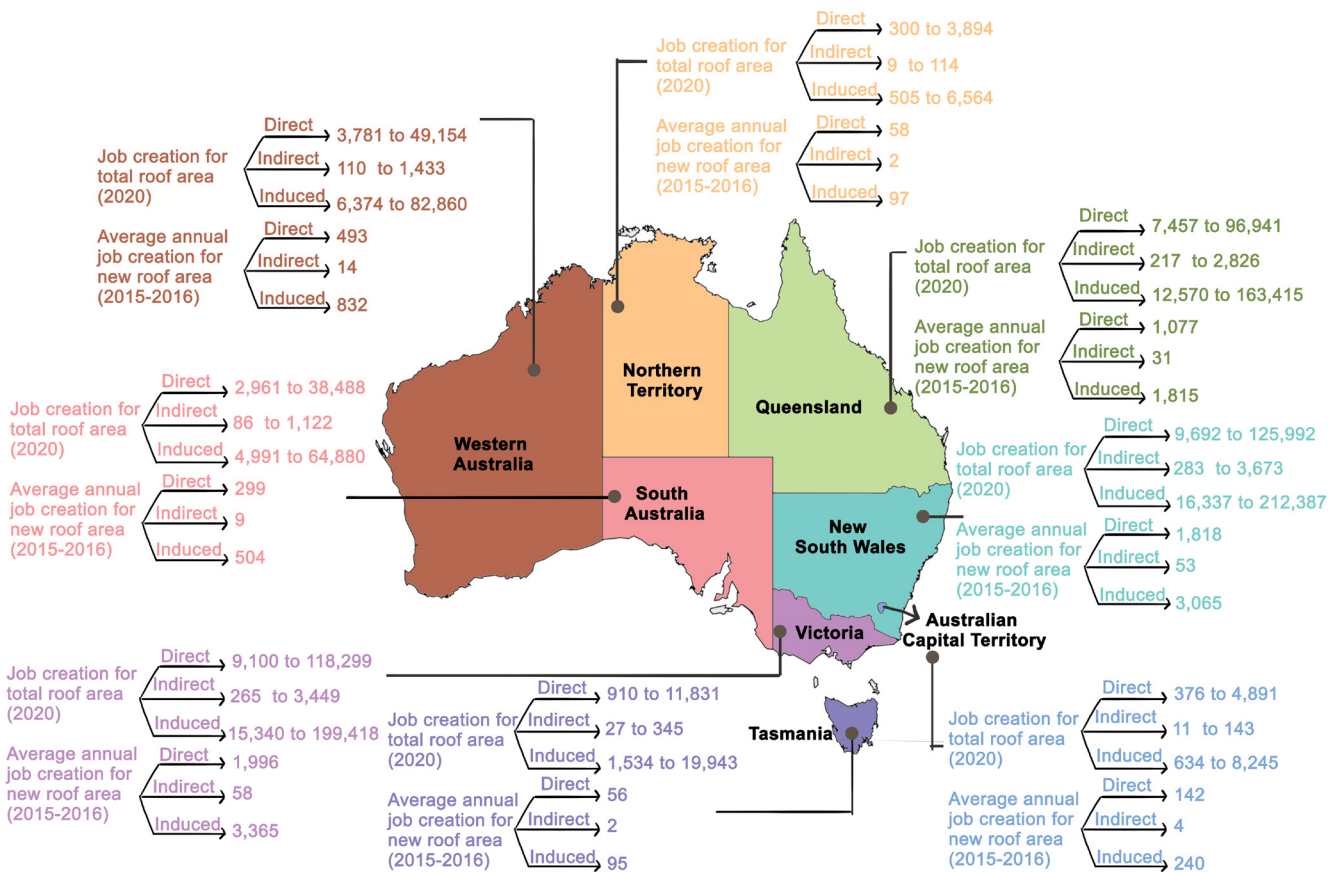 Job creation for
total roof area
(2020)
Direct
300 to 3,894
Indirect
9 to 114
Induced
505 to 6,564
Average annual
job creation for
new roof area
(2015-2016)
Direct
58
Indirect
2
Induced
97
Job creation for
total roof area
(2020)
Direct
3,781 to 49,154
Indirect
110 to 1,433
Induced
6,374 to 82,860
Average annual
job creation for
new roof area
(2015-2016)
Direct
493
Indirect
14
Induced
832
Job creation for
total roof area
(2020)
Direct
7,457 to 96,941
Indirect
217 to 2,826
Induced
12,570 to 163,415
Average annual
job creation for
new roof area
(2015-2016)
Direct
1,077
Indirect
31
Induced
1,815
Job creation for
total roof area
(2020)
Direct
2,961 to 38,488
Indirect
86 to 1,122
Induced
4,991 to 64,880
Average annual
job creation for
new roof area
(2015-2016)
Direct
299
Indirect
9
Induced
504
Northern
Territory
Queensland
Western
Australia
South
Australia
New
South Wales
Victoria
Australian
Capital Territory
Tasmania
Job creation for
total roof area
(2020)
Direct
9,692 to 125,992
Indirect
283 to 3,673
Induced
16,337 to 212,387
Average annual
job creation for
new roof area
(2015-2016)
Direct
1,818
Indirect
53
Induced
3,065
Job creation for
total roof area
(2020)
Direct
9,100 to 118,299
Indirect
265 to 3,449
Induced
15,340 to 199,418
Average annual
job creation for
new roof area
(2015-2016)
Direct
1,996
Indirect
58
Induced
3,365
Job creation for
total roof area
(2020)
Direct
910 to 11,831
Indirect
27 to 345
Induced
1,534 to 19,943
Average annual
job creation for
new roof area
(2015-2016)
Direct
56
Indirect
2
Induced
95
Job creation for
total roof area
(2020)
Direct
376 to 4,891
Indirect
11 to 143
Induced
634 to 8,245
Average annual
job creation for
new roof area
(2015-2016)
Direct
142
Indirect
4
Induced
240